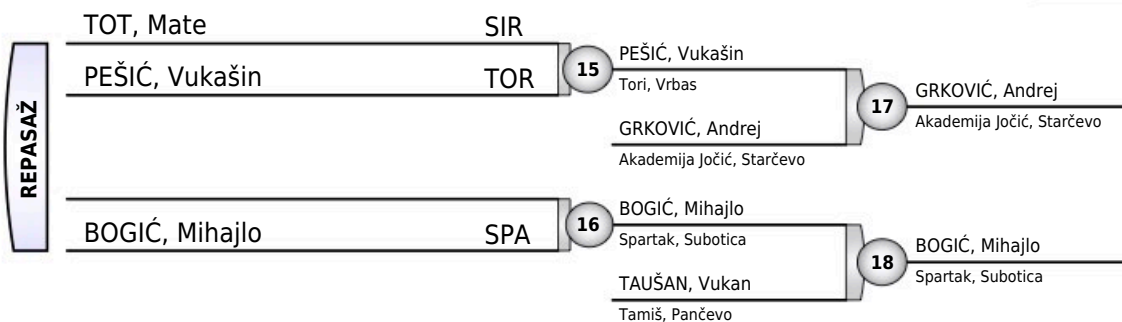 REPASAŽ
TOT, Mate SIR
PEŠIĆ, Vukašin TOR
15
PEŠIĆ, Vukašin
Tori, Vrbas
GRKOVIĆ, Andrej
Akademija Jočić, Starčevo
17
GRKOVIĆ, Andrej
Akademija Jočić, Starčevo
BOGIĆ, Mihajlo SPA
16
BOGIĆ, Mihajlo
Spartak, Subotica
TAUŠAN, Vukan
Tamiš, Pančevo
18
BOGIĆ, Mihajlo
Spartak, Subotica